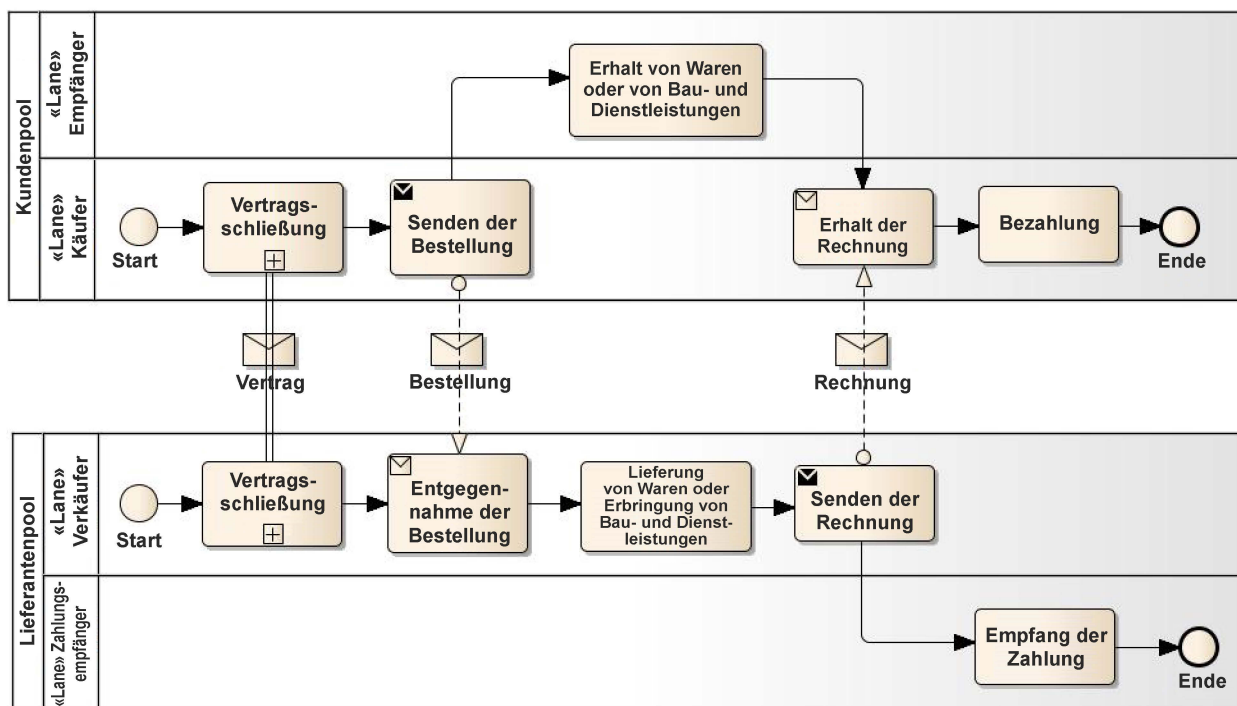 Kundenpool
«Lane»
Empfänger
Erhalt von Waren
oder von Bau- und
Dienstleistungen
«Lane»
Käufer
Start
Vertrags-
schließung
Senden der
Bestellung
Erhalt der
Rechnung
Bezahlung
Ende
Vertrag
Bestellung
Rechnung
Lieferantenpool
«Lane»
Verkäufer
Start
Vertrags-
schließung
Entgegen-
nahme der
Bestellung
Lieferung
von Waren oder
Erbringung von
Bau- und Dienst-
leistungen
Senden der
Rechnung
«Lane» Zahlungs-
empfänger
Empfang der
Zahlung
Ende